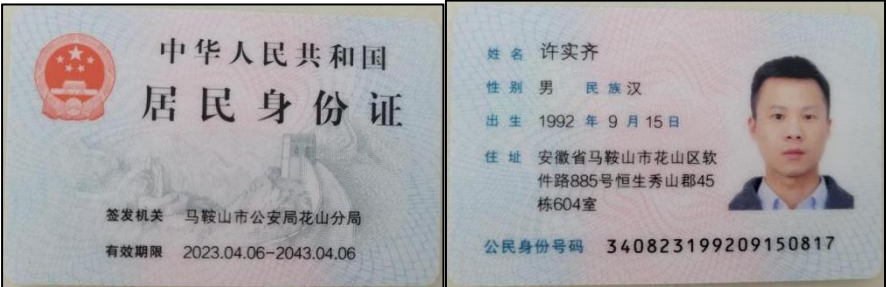 中华人民共和国
居民身份证
签发机关 马鞍山市公安局花山分局
有效期限 2023.04.06-2043.04.06
姓名 许实齐
性别 男 民族 汉
出生 1992 年 9 月 15 日
住址 安徽省马鞍山市花山区软
件路885号恒生秀山郡45
栋604室
公民身份号码 340823199209150817